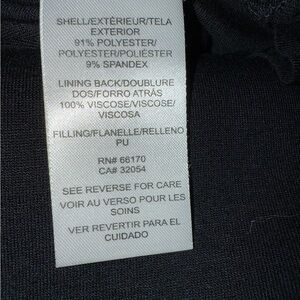 SHELL/EXTÉRIEUR/TELA
EXTERIOR
91% POLYESTER/
POLYESTER/POLIÉSTER
9% SPANDEX
LINING BACK/DOUBLURE
DOS/FORRO ATRÁS
100% VISCOSE/VISCOSE/
VISCOSA
FILLING/FLANELLE/RELLENO
PU
RN# 66170
CA# 32054
SEE REVERSE FOR CARE
VOIR AU VERSO POUR LES
SOINS
VER REVERTIR PARA EL
CUIDADO